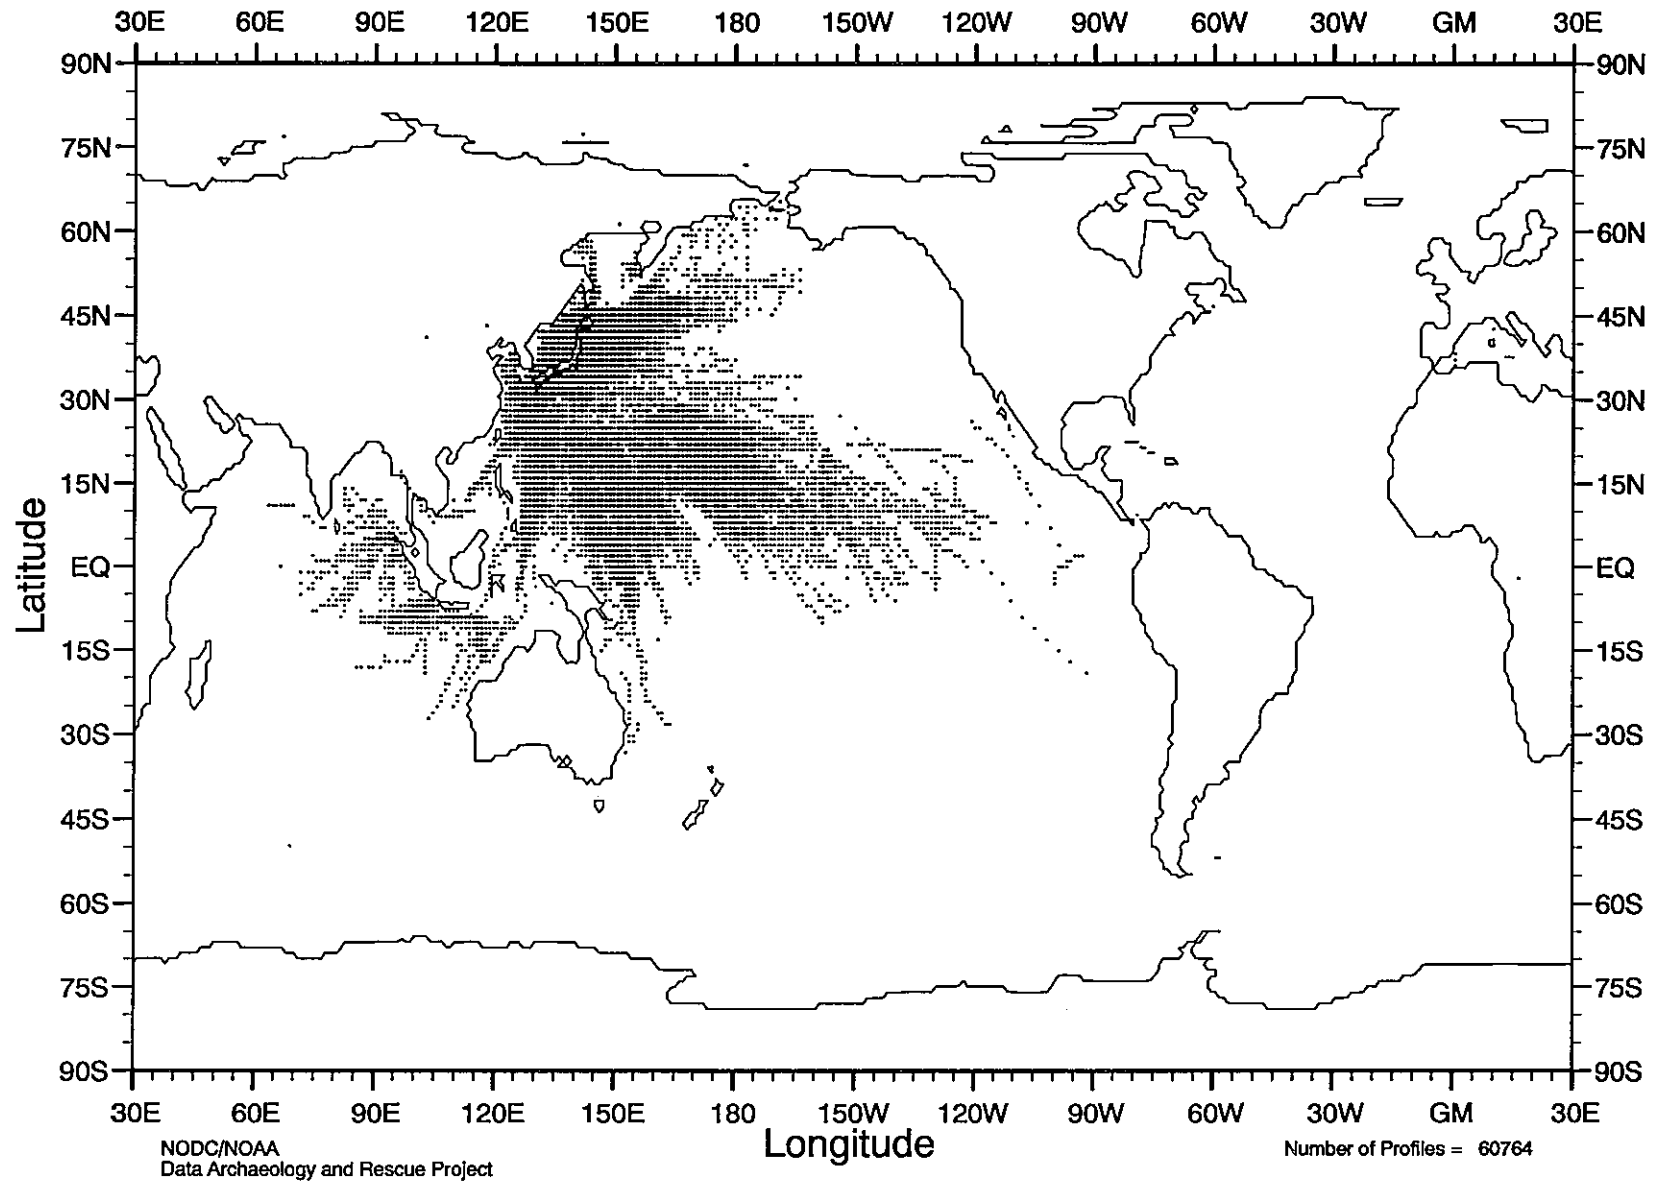 30E 60E 90E 120E 150E 180 150W 120W 90W 60W 30W GM 30E
90N 90N
75N 75N
60N 60N
45N 45N
30N 30N
15N 15N
EQ EQ
15S 15S
30S 30S
45S 45S
60S 60S
75S 75S
90S 90S
Latitude
30E 60E 90E 120E 150E 180 150W 120W 90W 60W 30W GM 30E
Longitude
NODC/NOAA
Data Archaeology and Rescue Project
Number of Profiles = 60764